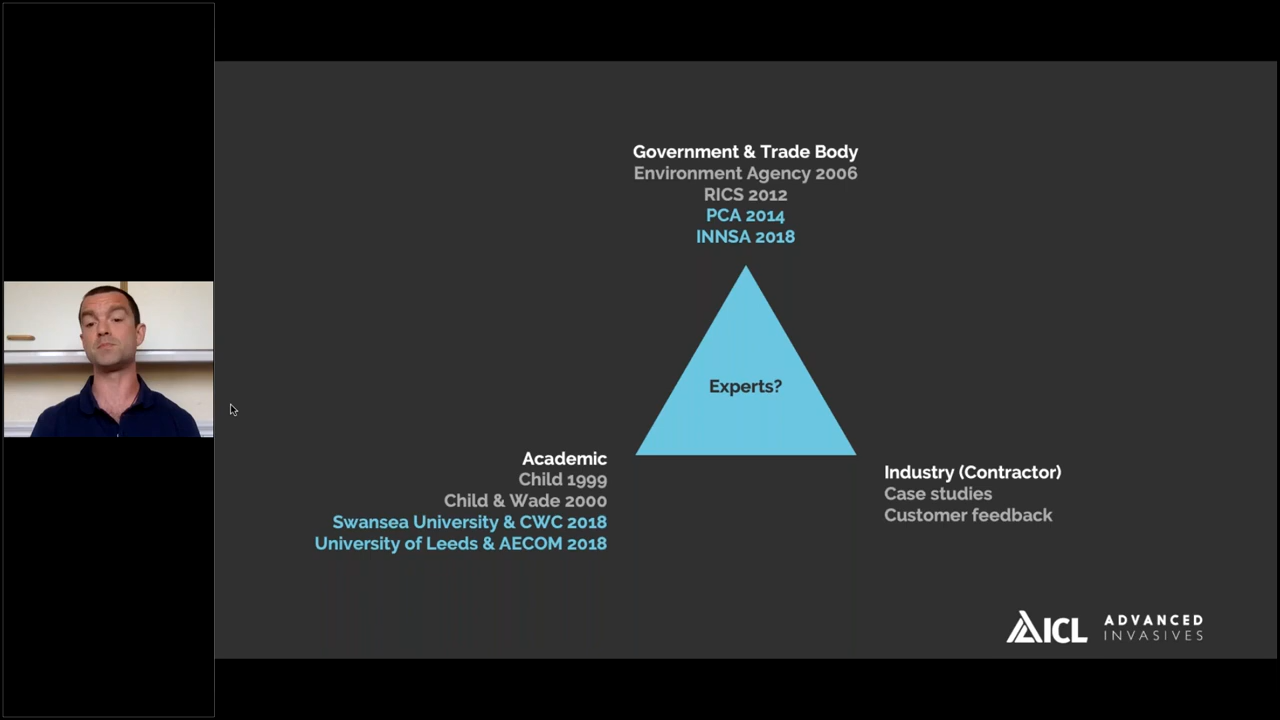 Government & Trade Body
Environment Agency 2006
RICS 2012
PCA 2014
INNSA 2018
Experts?
Academic
Child 1999
Child & Wade 2000
Swansea University & CWC 2018
University of Leeds & AECOM 2018
Industry (Contractor)
Case studies
Customer feedback
AICL ADVANCED
INVASIVES